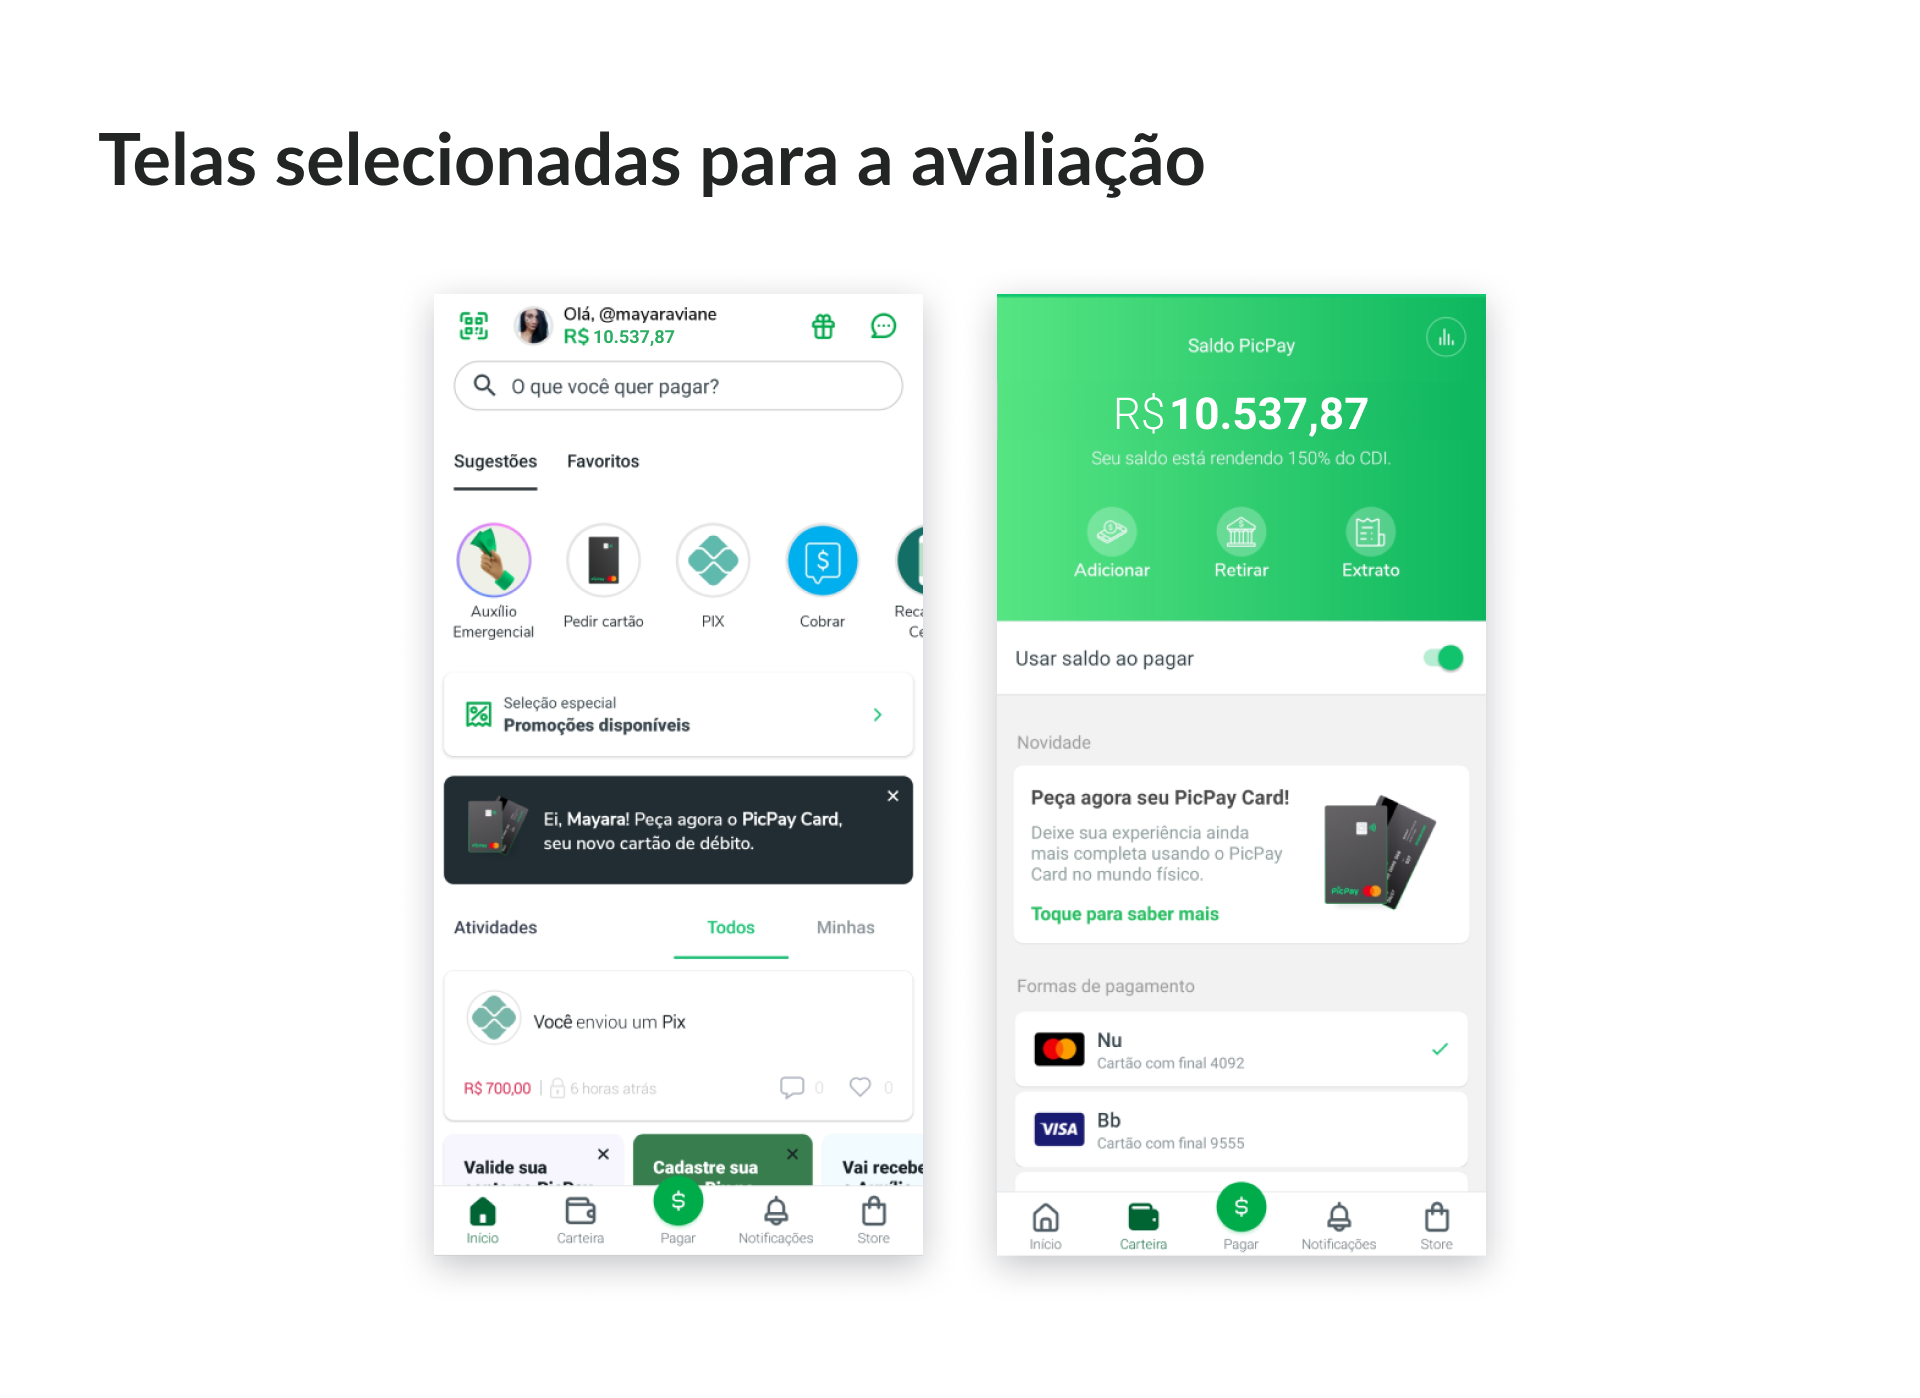 Telas selecionadas para a avaliação
Olá, @mayaraviane
R$ 10.537,87
O que você quer pagar?
Sugestões Favoritos
Auxílio
Emergencial
Pedir cartão
PIX
Cobrar
Reca
Ce
Seleção especial
Promoções disponíveis
Ei, Mayara! Peça agora o PicPay Card,
seu novo cartão de débito.
Atividades Todos Minhas
Você enviou um Pix
R$ 700,00 | 6 horas atrás 0 0
Valide sua
Cadastre sua
Vai recebe
Início Carteira Pagar Notificações Store
Saldo PicPay
R$ 10.537,87
Seu saldo está rendendo 150% do CDI.
Adicionar Retirar Extrato
Usar saldo ao pagar
Novidade
Peça agora seu PicPay Card!
Deixe sua experiência ainda
mais completa usando o PicPay
Card no mundo físico.
Toque para saber mais
PicPay
Formas de pagamento
Nu
Cartão com final 4092
VISA
Bb
Cartão com final 9555
Início Carteira Pagar Notificações Store